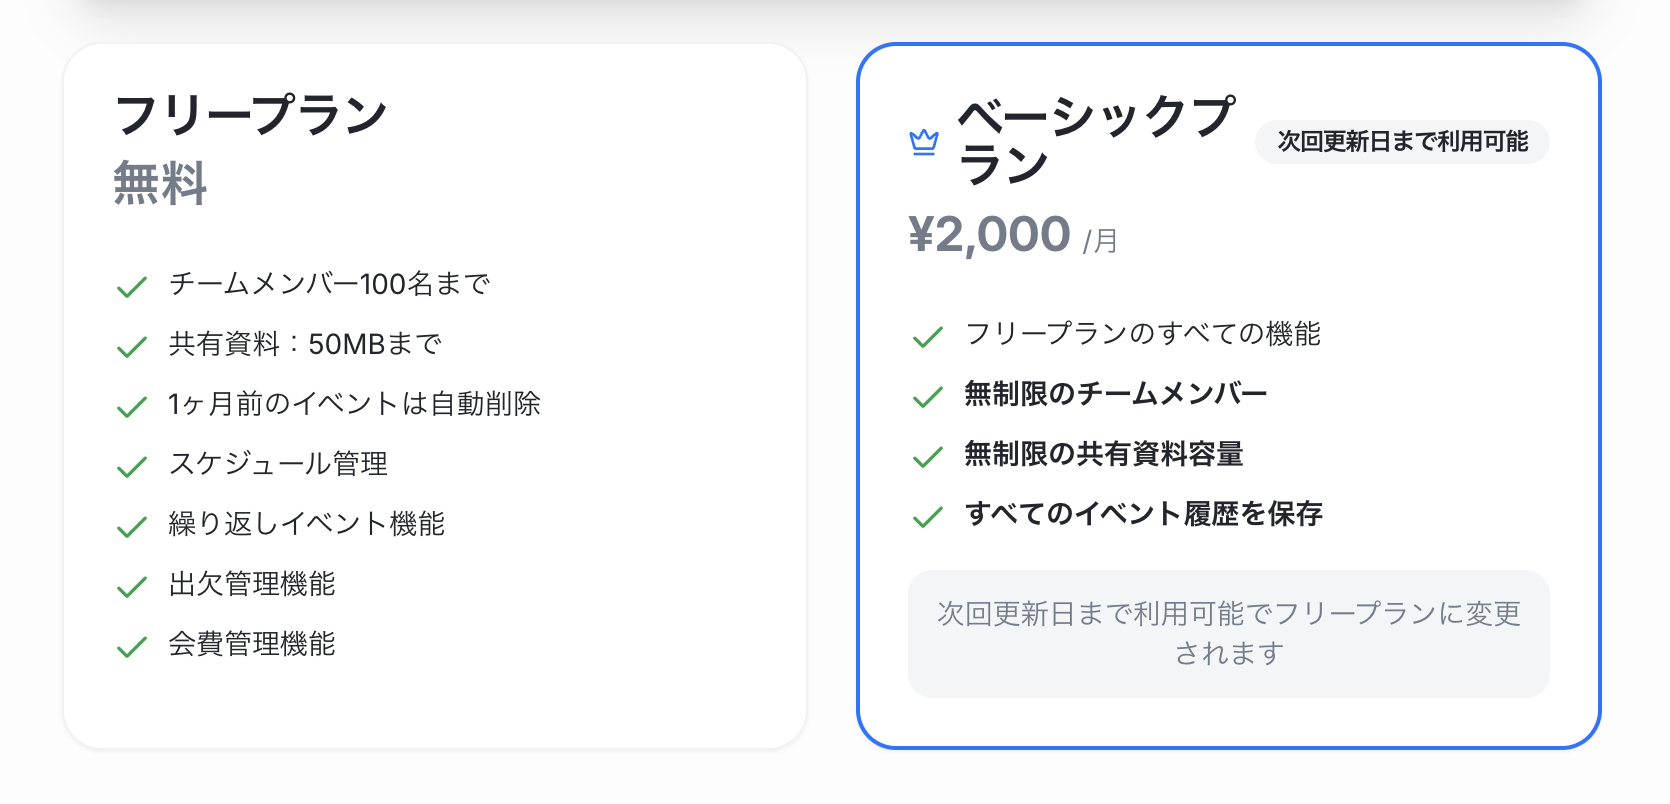 フリープラン
無料
チームメンバー100名まで
共有資料：50MBまで
1ヶ月前のイベントは自動削除
スケジュール管理
繰り返しイベント機能
出欠管理機能
会費管理機能
ベーシックプ
ラン
次回更新日まで利用可能
¥2,000 /月
フリープランのすべての機能
無制限のチームメンバー
無制限の共有資料容量
すべてのイベント履歴を保存
次回更新日まで利用可能でフリープランに変更
されます